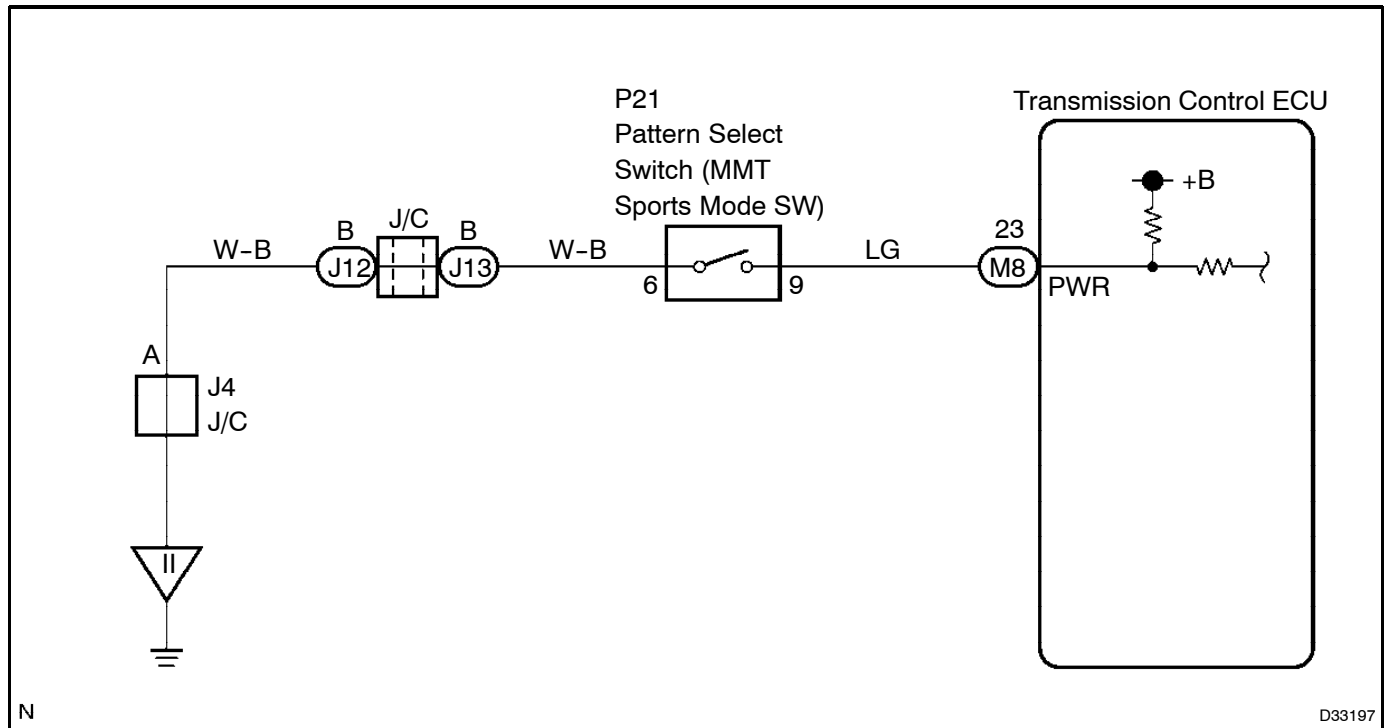 P21
Pattern Select
Switch (MMT
Sports Mode SW)
Transmission Control ECU
+B
W-B
B
J12
J/C
B
J13
W-B
6
9
LG
23
M8
PWR
A
J4
J/C
II
N
D33197